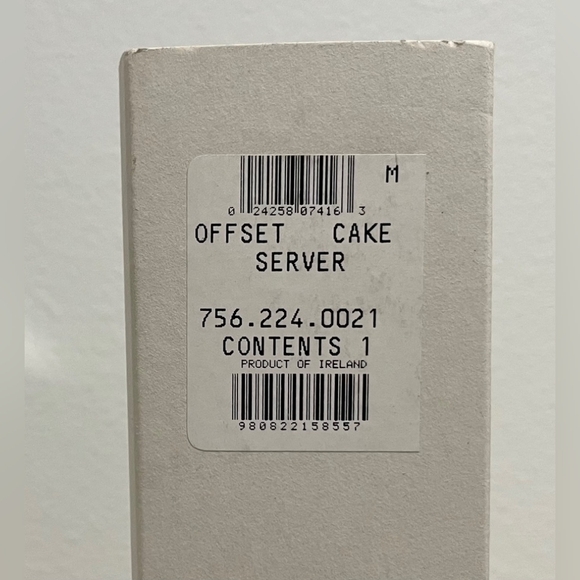 M
0 24258 07416 3
OFFSET CAKE
SERVER
756.224.0021
CONTENTS 1
PRODUCT OF IRELAND
980822158557